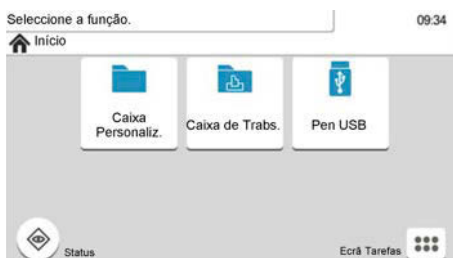 Seleccione a função.
09:34
Início
Caixa
Personaliz.
Caixa de Trabs.
Pen USB
Status
Ecrã Tarefas